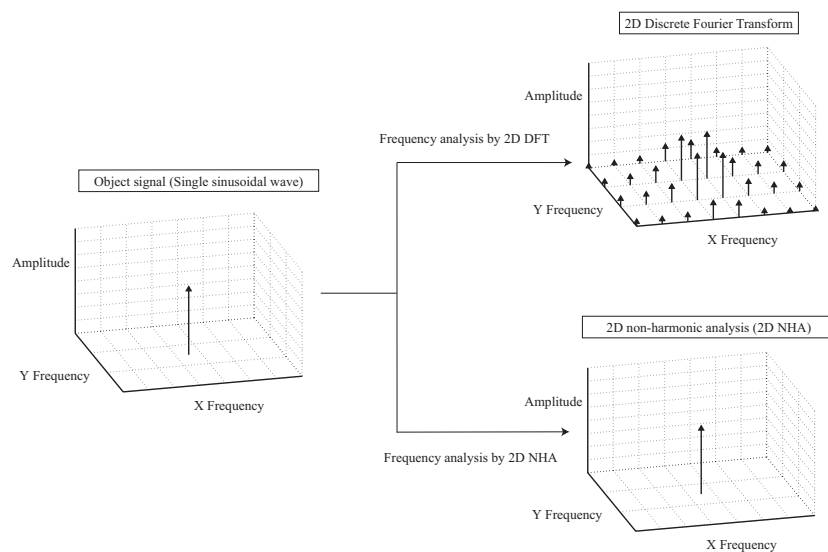 2D Discrete Fourier Transform
Amplitude
Frequency analysis by 2D DFT
Y Frequency
X Frequency
Object signal (Single sinusoidal wave)
Amplitude
Y Frequency
X Frequency
2D non-harmonic analysis (2D NHA)
Amplitude
Frequency analysis by 2D NHA
Y Frequency
X Frequency